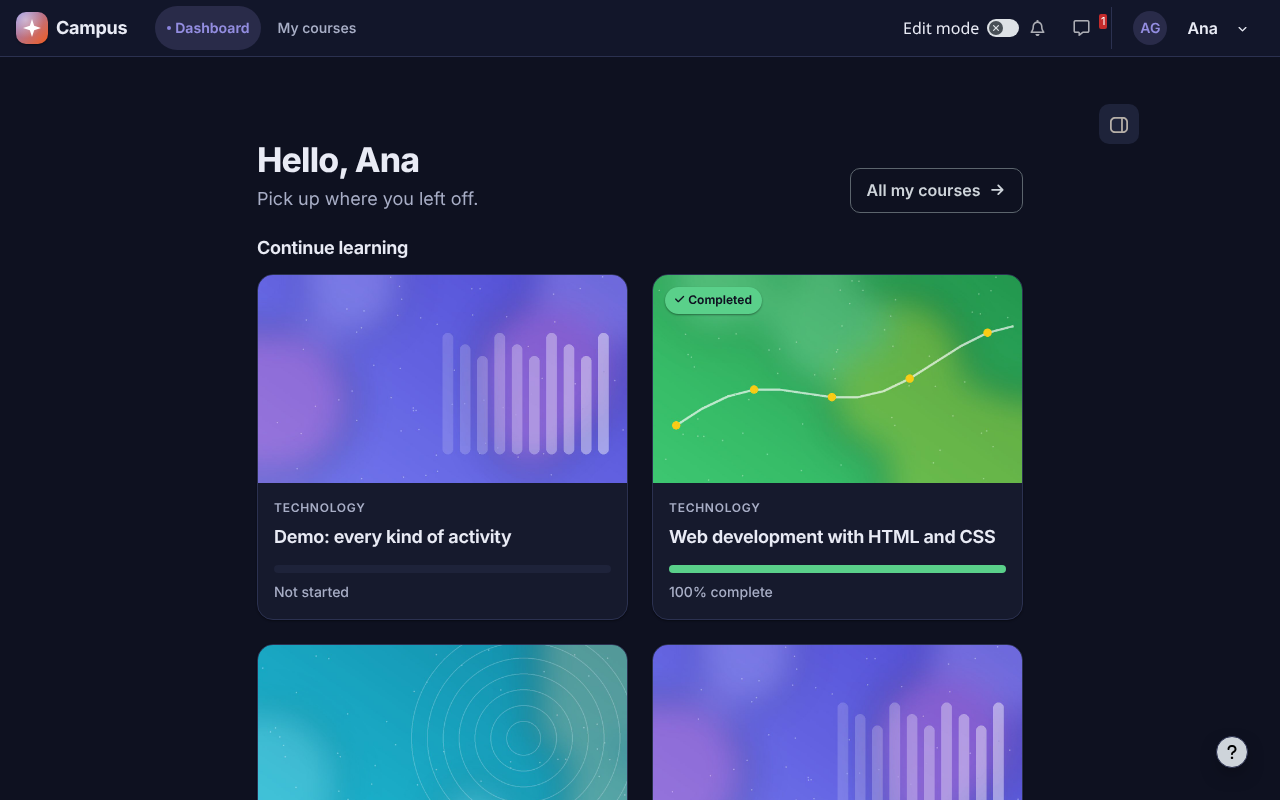 Campus
Dashboard
My courses
Edit mode
1
AG
Ana
Hello, Ana
Pick up where you left off.
All my courses
Continue learning
Completed
TECHNOLOGY
Demo: every kind of activity
Not started
TECHNOLOGY
Web development with HTML and CSS
100% complete
?